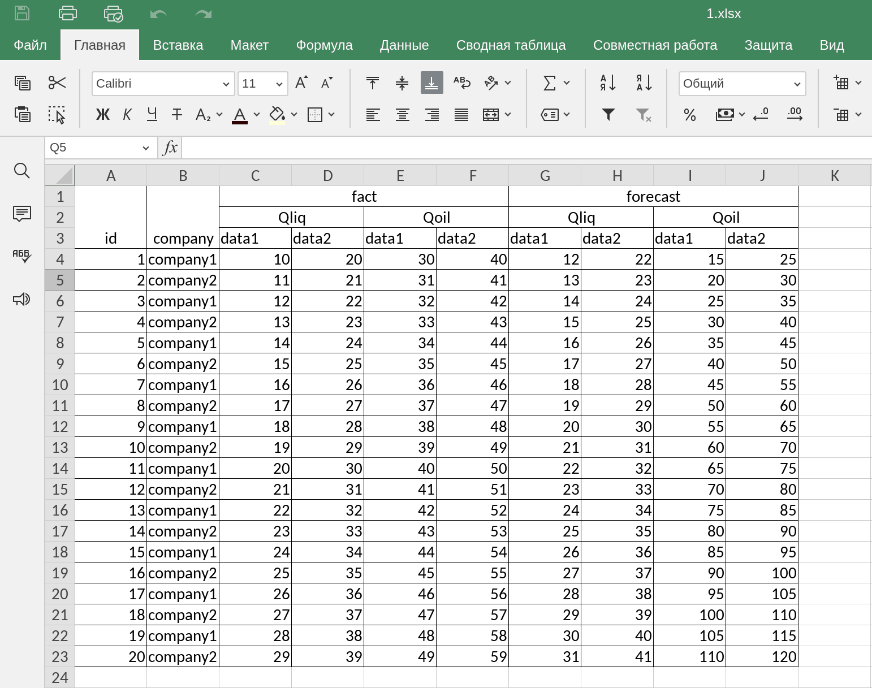 1.xlsx
Файл Главная Вставка Макет Формула Данные Сводная таблица Совместная работа Защита Вид
Calibri 11 Общий
Q5
A B C D E F G H I J K
1 fact forecast
2 Qliq Qoil Qliq Qoil
3 id company data1 data2 data1 data2 data1 data2 data1 data2
4 1 company1 10 20 30 40 12 22 15 25
5 2 company2 11 21 31 41 13 23 20 30
6 3 company1 12 22 32 42 14 24 25 35
7 4 company2 13 23 33 43 15 25 30 40
8 5 company1 14 24 34 44 16 26 35 45
9 6 company2 15 25 35 45 17 27 40 50
10 7 company1 16 26 36 46 18 28 45 55
11 8 company2 17 27 37 47 19 29 50 60
12 9 company1 18 28 38 48 20 30 55 65
13 10 company2 19 29 39 49 21 31 60 70
14 11 company1 20 30 40 50 22 32 65 75
15 12 company2 21 31 41 51 23 33 70 80
16 13 company1 22 32 42 52 24 34 75 85
17 14 company2 23 33 43 53 25 35 80 90
18 15 company1 24 34 44 54 26 36 85 95
19 16 company2 25 35 45 55 27 37 90 100
20 17 company1 26 36 46 56 28 38 95 105
21 18 company2 27 37 47 57 29 39 100 110
22 19 company1 28 38 48 58 30 40 105 115
23 20 company2 29 39 49 59 31 41 110 120
24